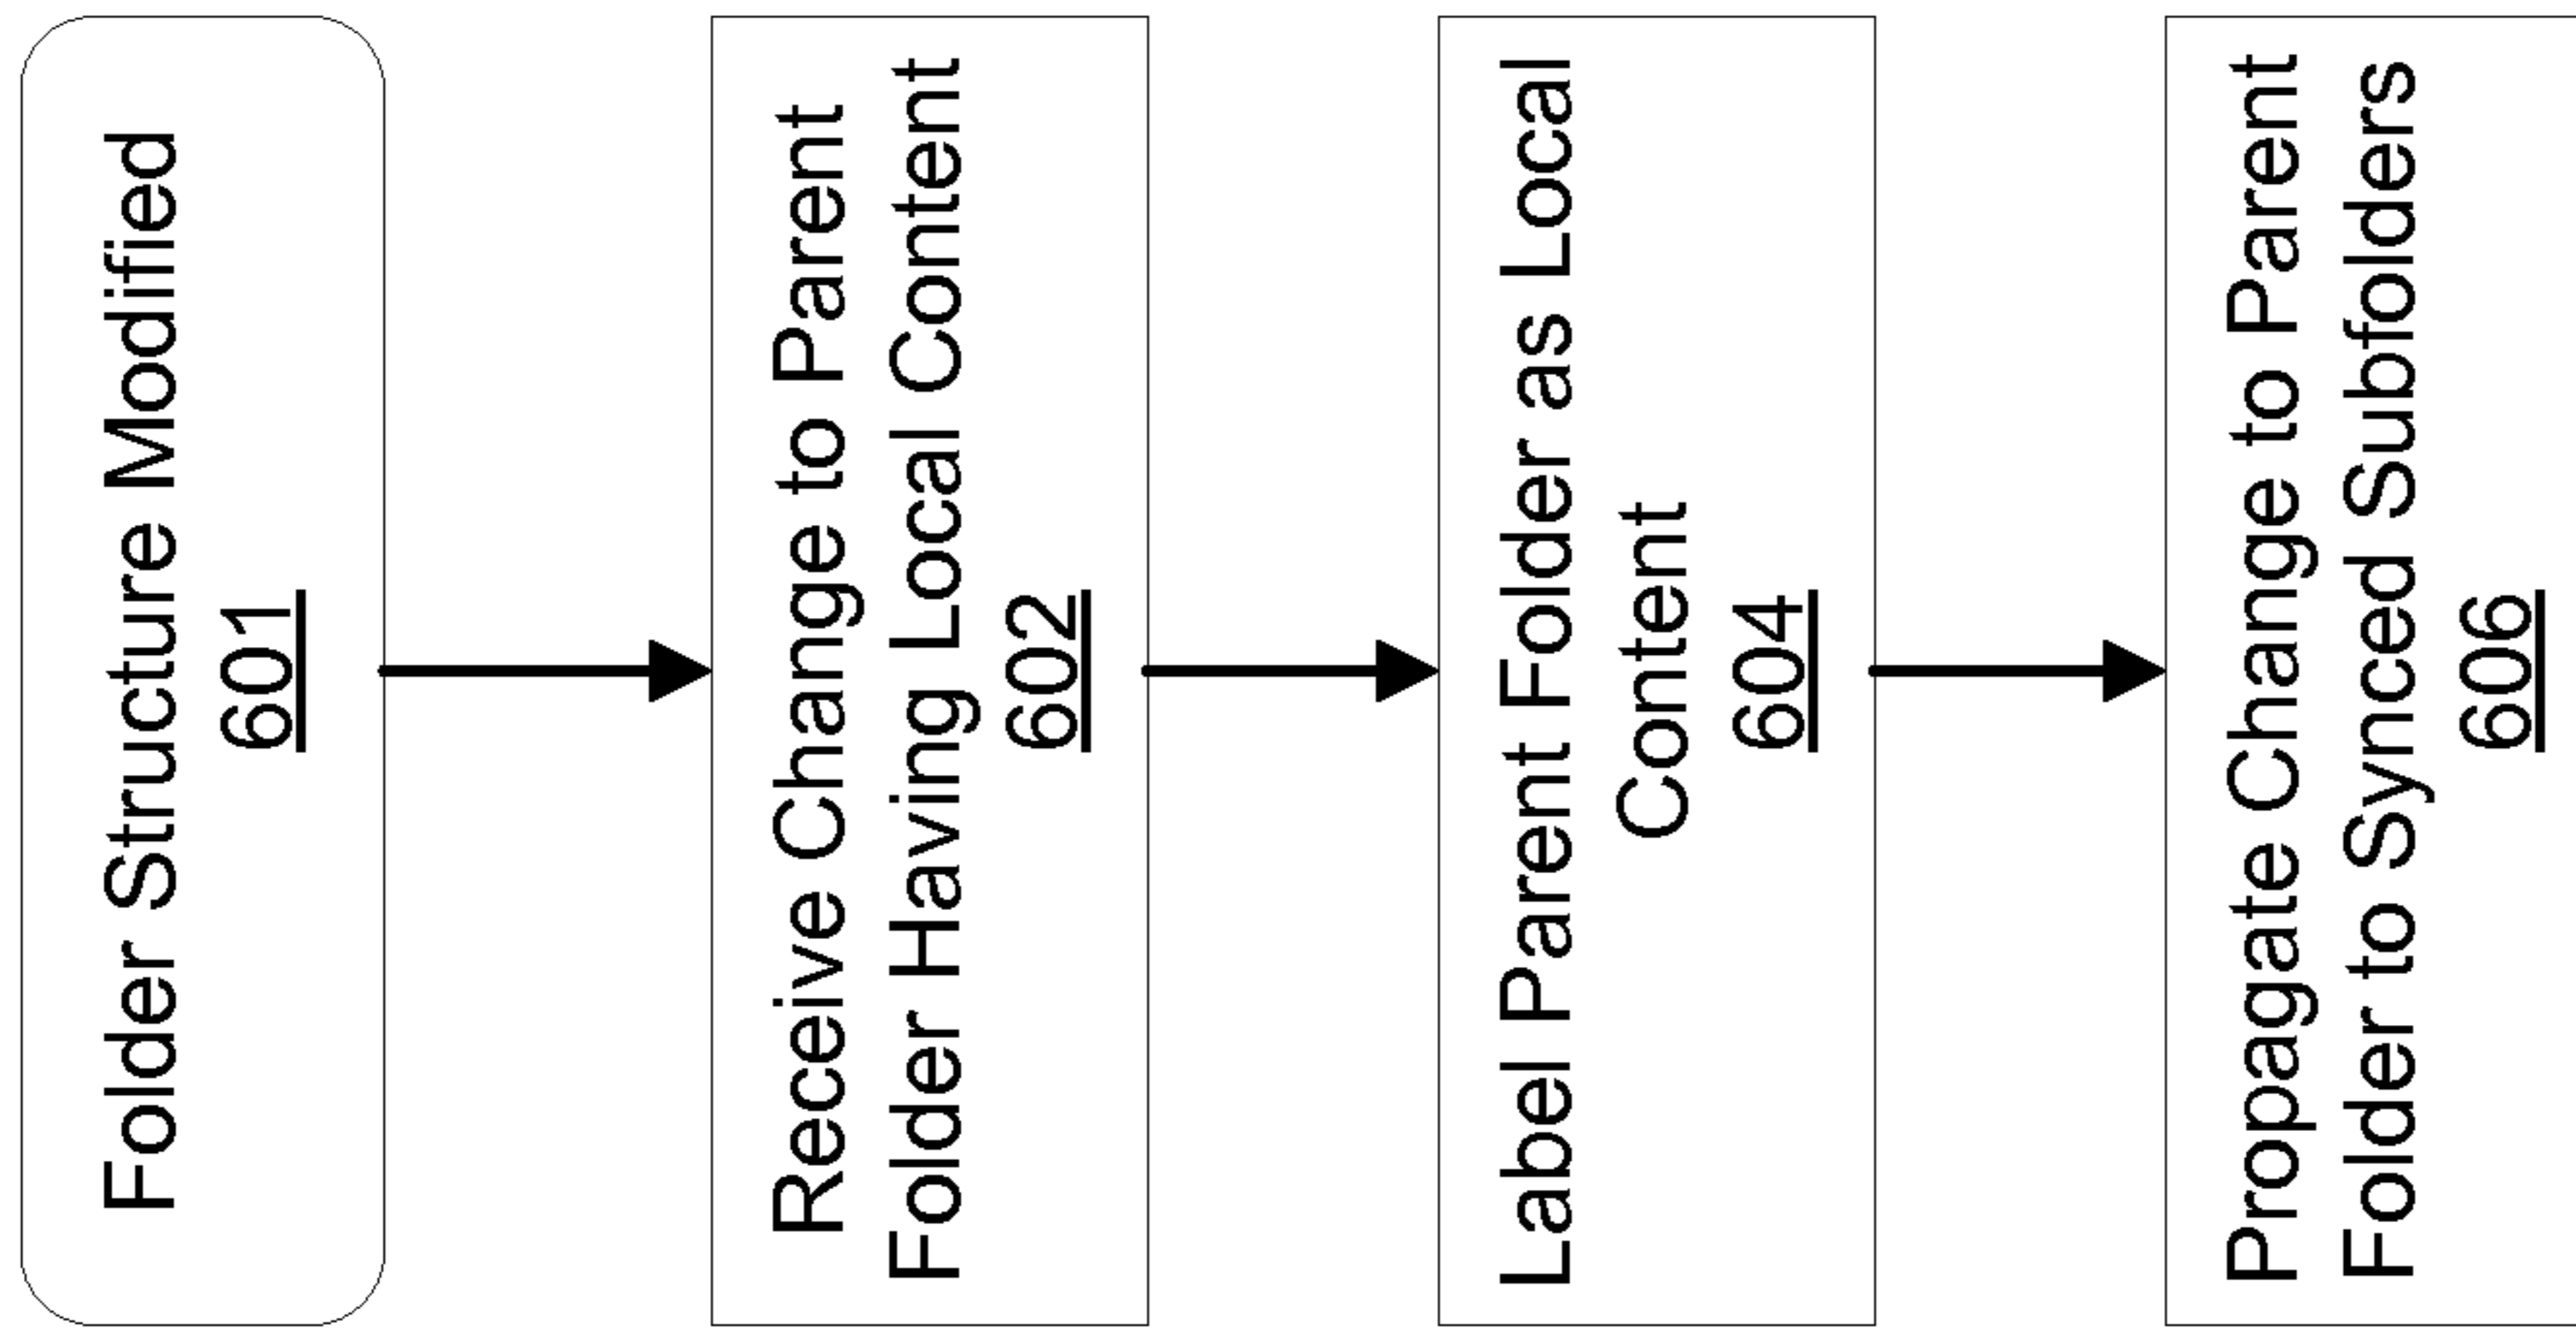 Folder Structure Modified
601
Receive Change to Parent
Folder Having Local Content
602
Label Parent Folder as Local
Content
604
Propagate Change to Parent
Folder to Synced Subfolders
606